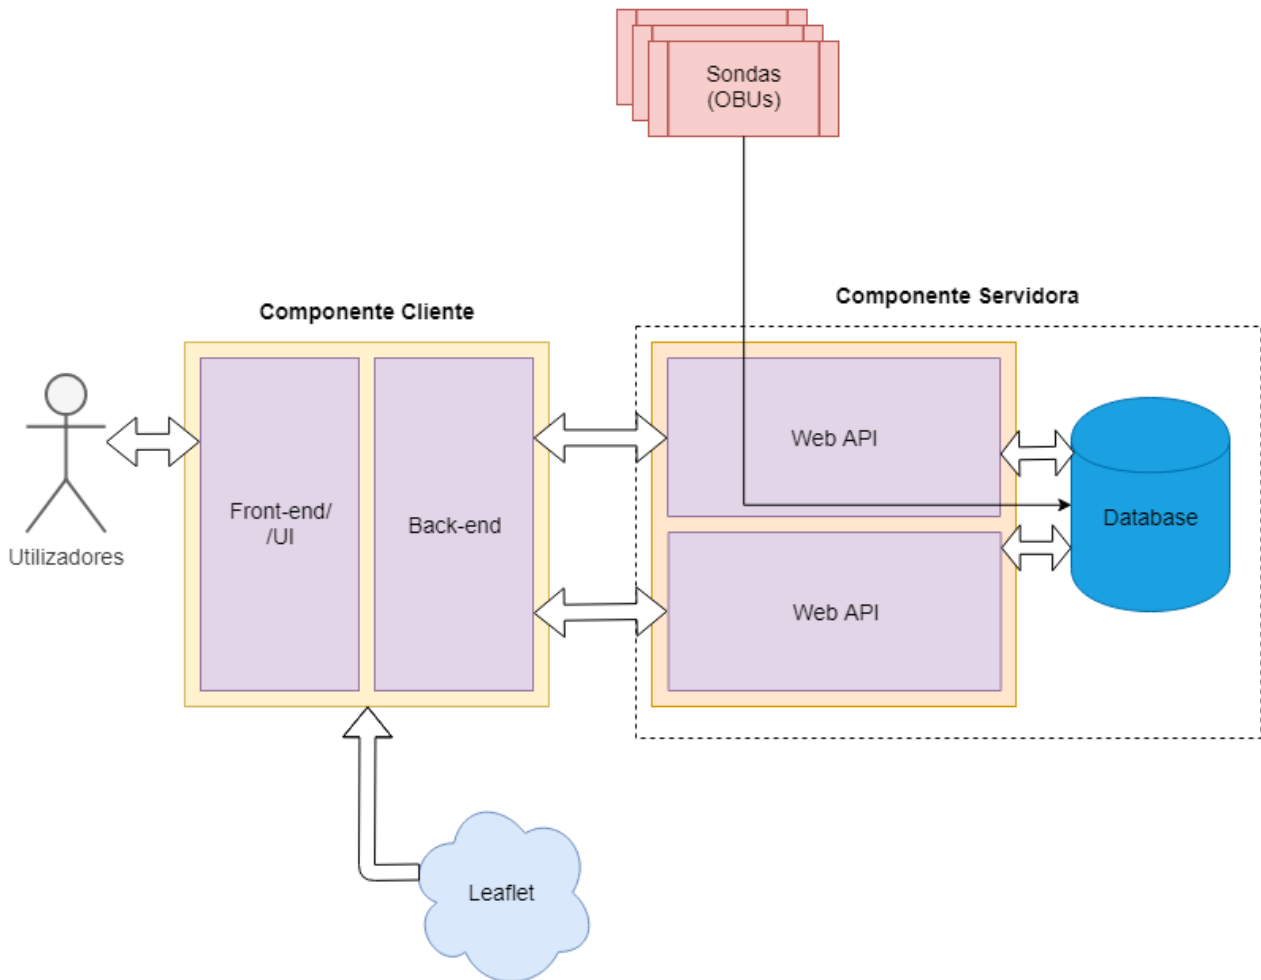 Sondas
(OBUs)
Componente Cliente
Componente Servidora
Utilizadores
Front-end/
/UI
Back-end
Web API
Web API
Database
Leaflet